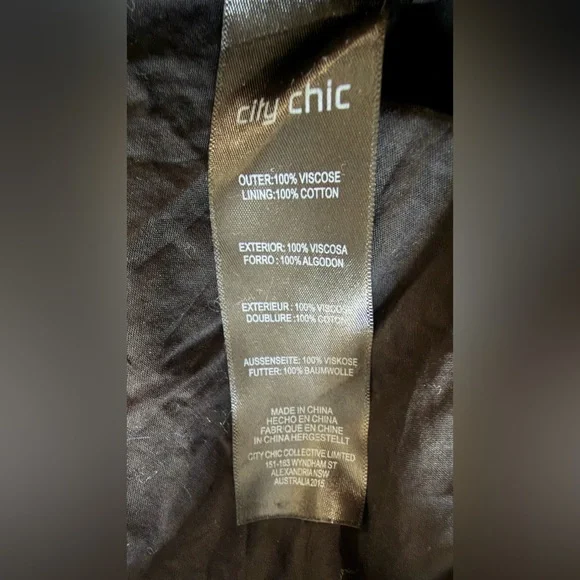 city chic
OUTER:100% VISCOSE
LINING:100% COTTON
EXTERIOR: 100% VISCOSA
FORRO : 100% ALGODON
EXTERIEUR : 100% VISCOSE
DOUBLURE :100% COTON
AUSSENSEITE: 100% VISKOSE
FUTTER: 100% BAUMWOLLE
MADE IN CHINA
HECHO EN CHINA
FABRIQUE EN CHINE
IN CHINA HERGESTELLT
CITY CHIC COLLECTIVE LIMITED
151-163 WYNDHAM ST
ALEXANDRIA NSW
AUSTRALIA 2015